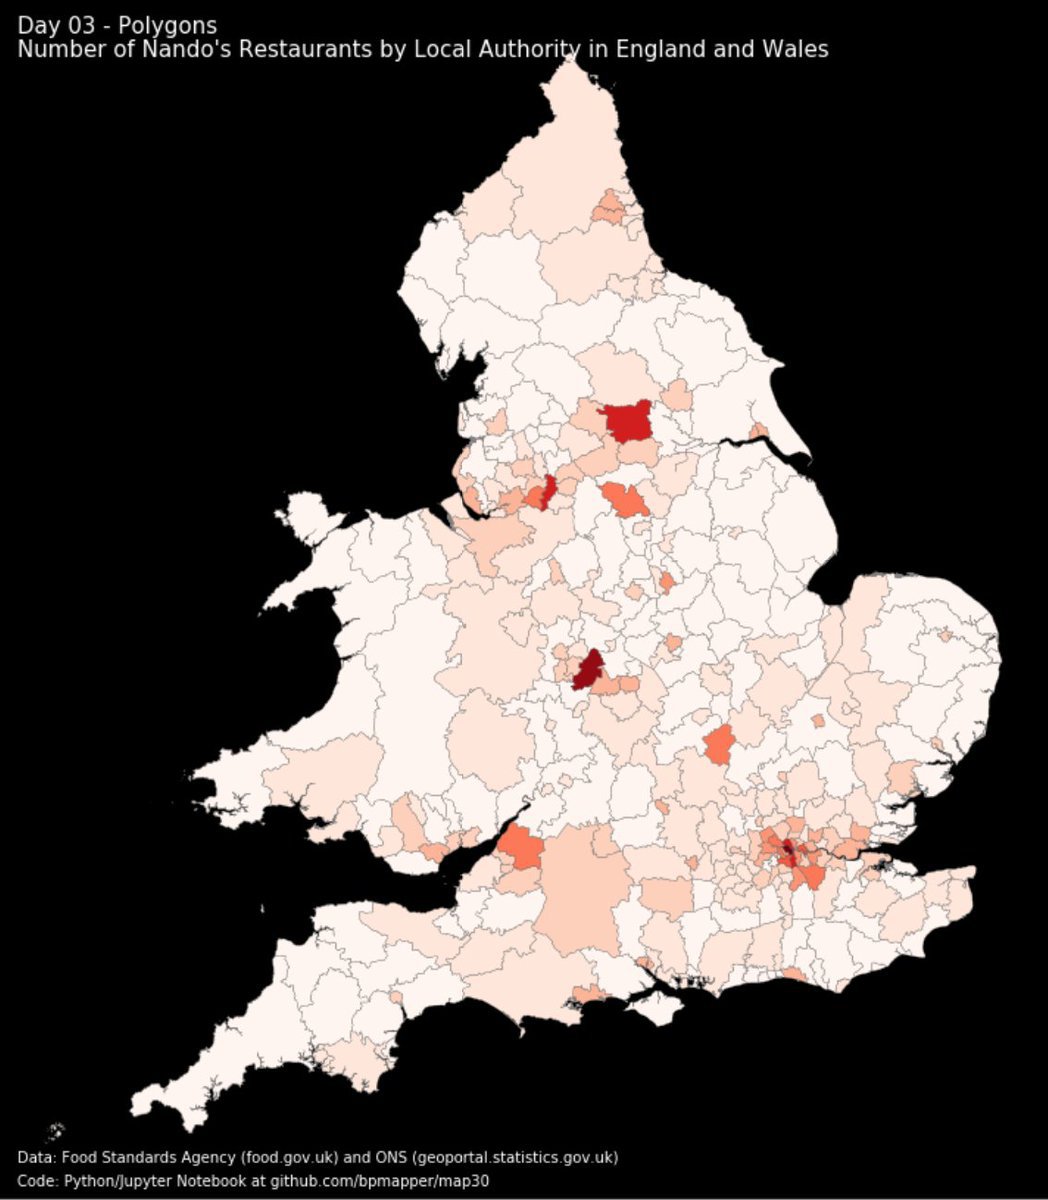 Day 03 - Polygons
Number of Nando's Restaurants by Local Authority in England and Wales
Data: Food Standards Agency (food.gov.uk) and ONS (geoportal.statistics.gov.uk)
Code: Python/Jupyter Notebook at github.com/bpmapper/map30